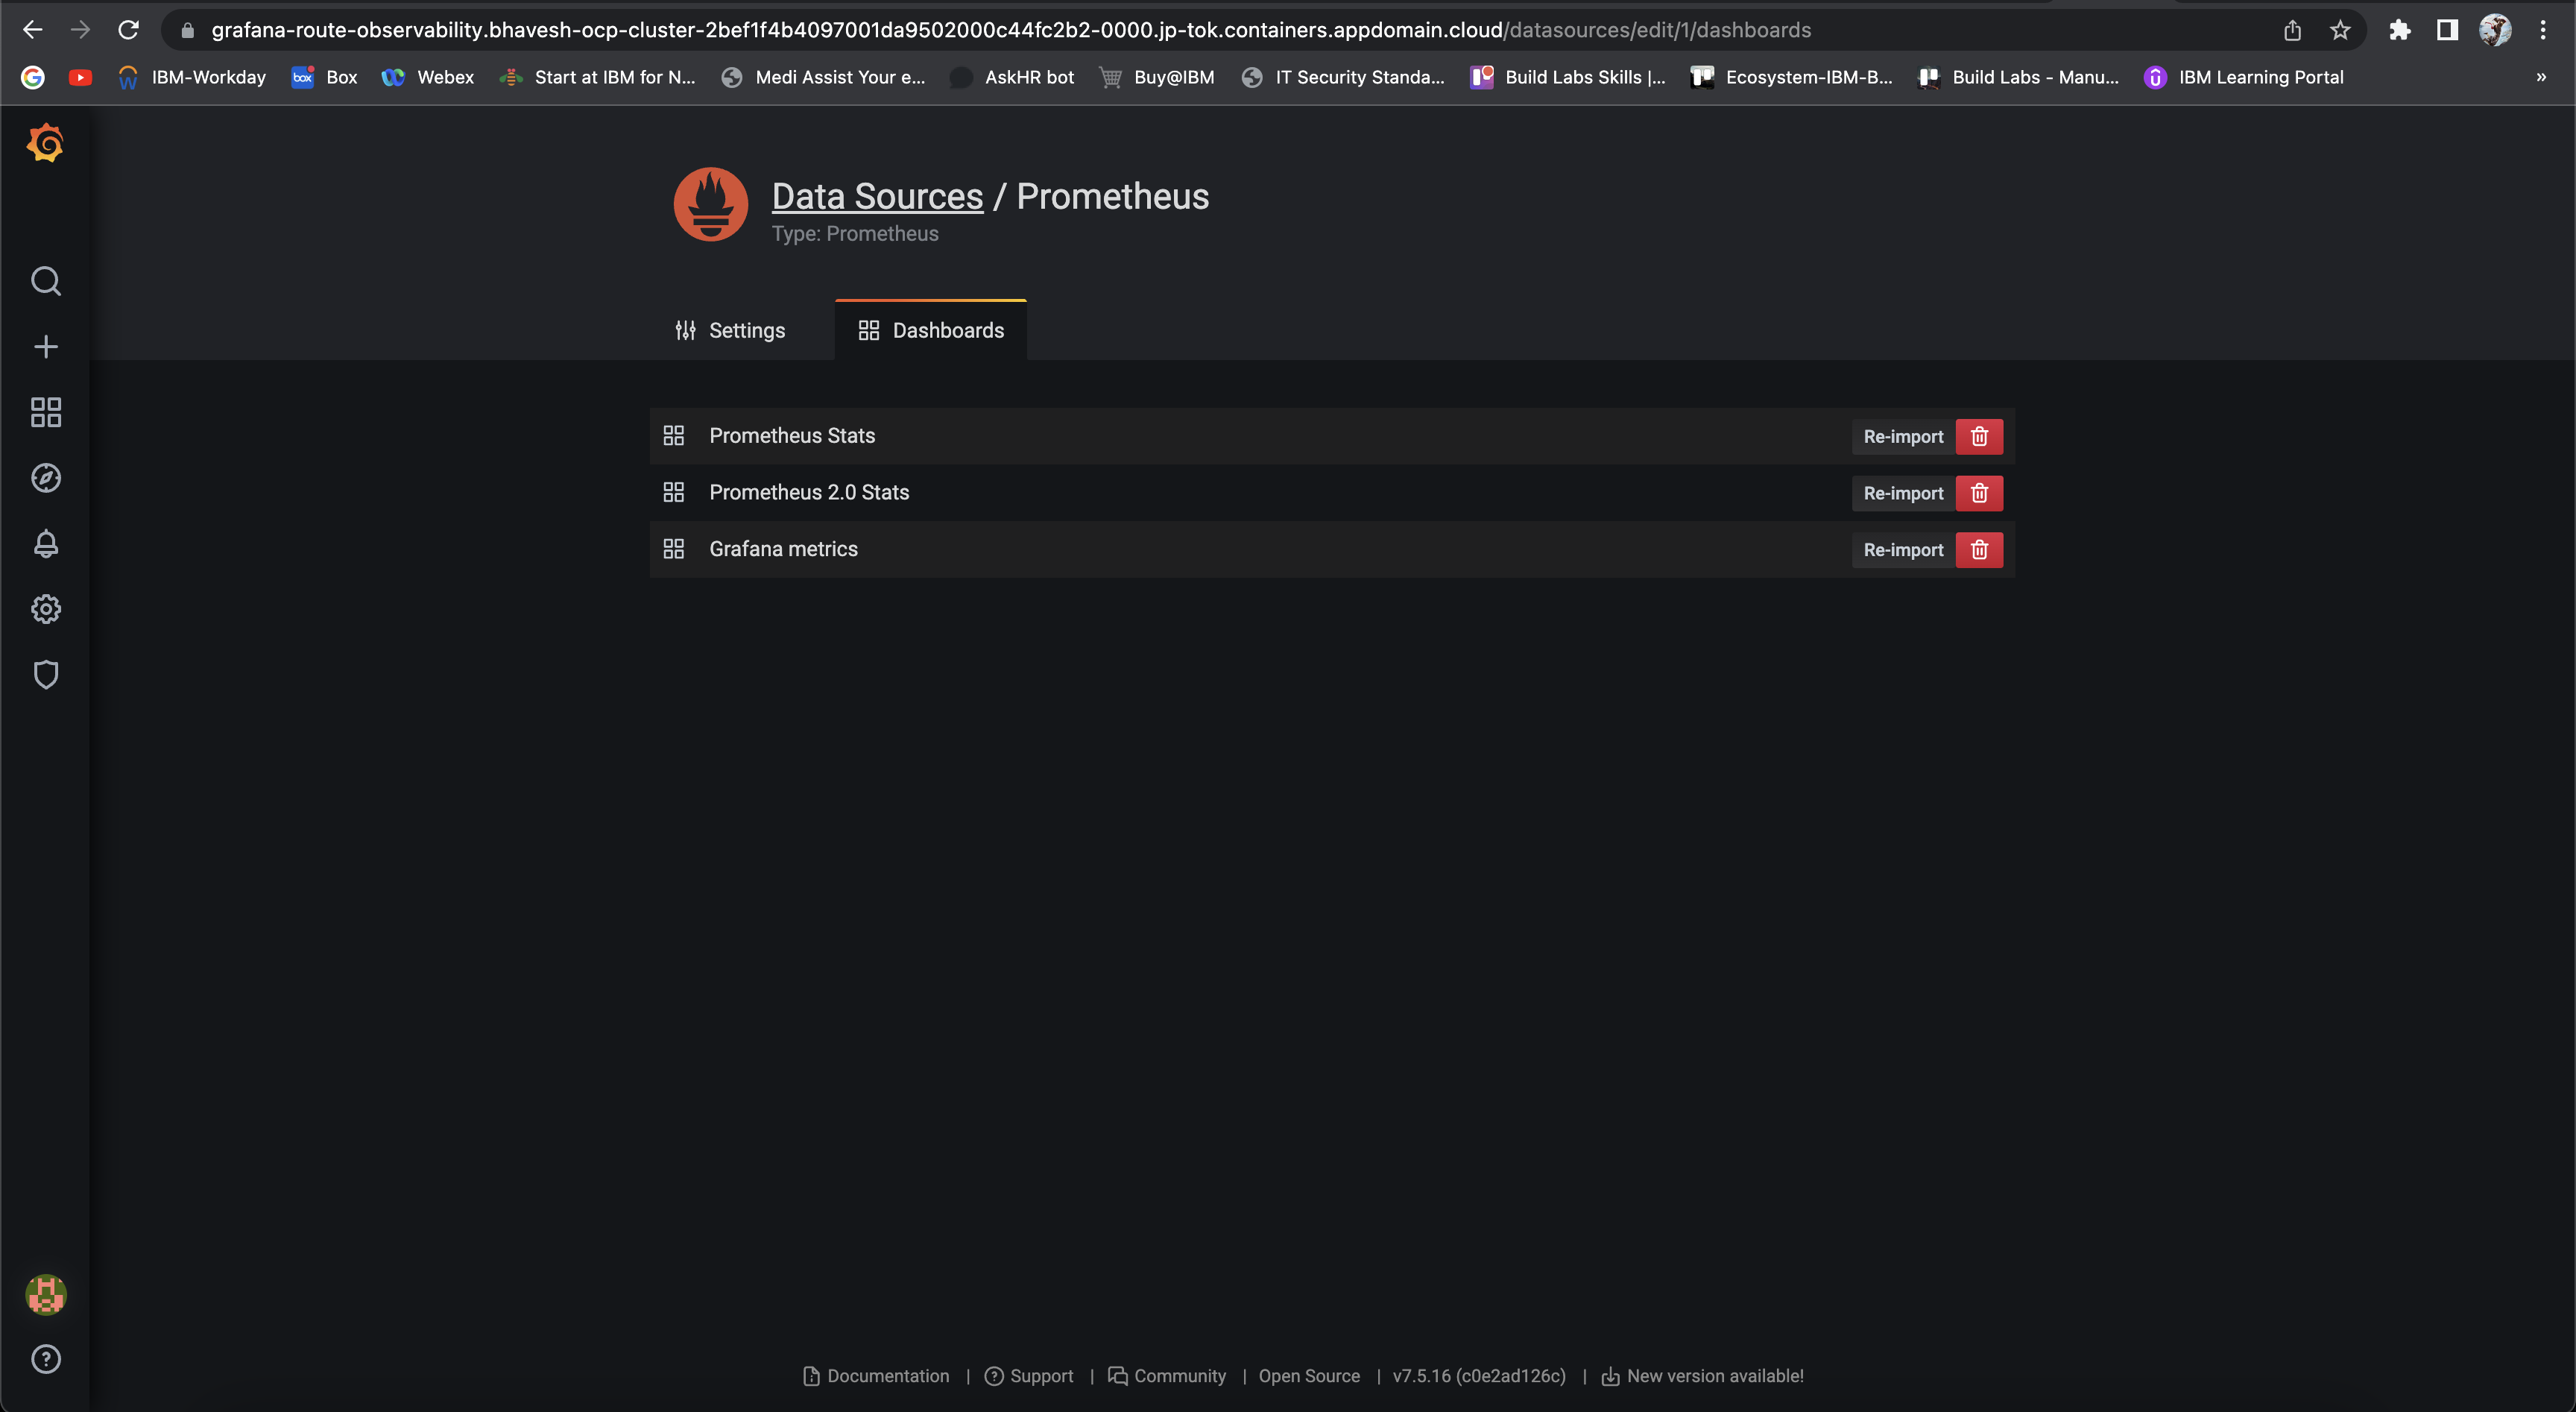 grafana-route-observability.bhavesh-ocp-cluster-2bef1f4b4097001da9502000c44fc2b2-0000.jp-tok.containers.appdomain.cloud/datasources/edit/1/dashboards
IBM-Workday box Box Webex Start at IBM for N... Medi Assist Your e... AskHR bot Buy@IBM IT Security Standa... Build Labs Skills |... Ecosystem-IBM-B... Build Labs - Manu... IBM Learning Portal »
Data Sources / Prometheus
Type: Prometheus
Settings Dashboards
Prometheus Stats Re-import
Prometheus 2.0 Stats Re-import
Grafana metrics Re-import
Documentation | Support | Community | Open Source | v7.5.16 (c0e2ad126c) | New version available!